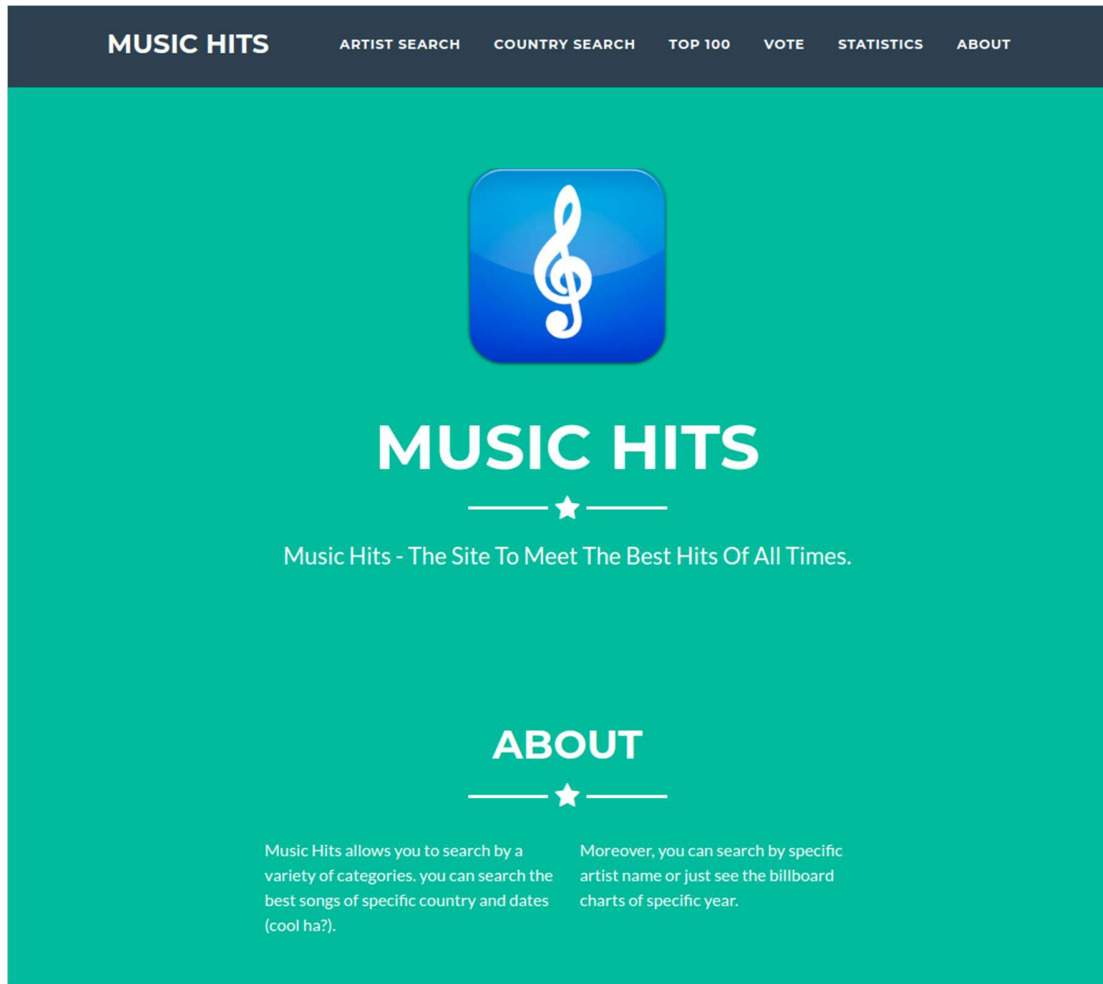 MUSIC HITS ARTIST SEARCH COUNTRY SEARCH TOP 100 VOTE STATISTICS ABOUT
MUSIC HITS
Music Hits - The Site To Meet The Best Hits Of All Times.
ABOUT
Music Hits allows you to search by a
variety of categories. you can search the
best songs of specific country and dates
(cool ha?).
Moreover, you can search by specific
artist name or just see the billboard
charts of specific year.